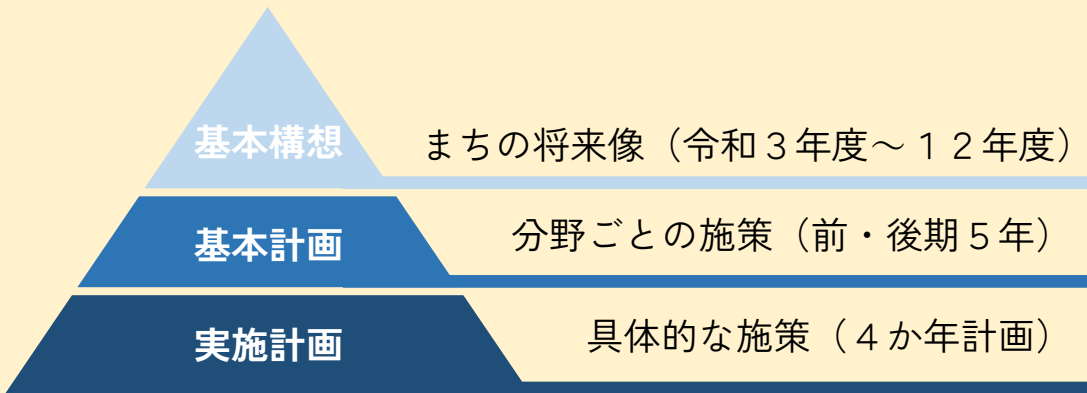 基本構想 まちの将来像（令和３年度～１２年度）
基本計画 分野ごとの施策（前・後期５年）
実施計画 具体的な施策（４か年計画）